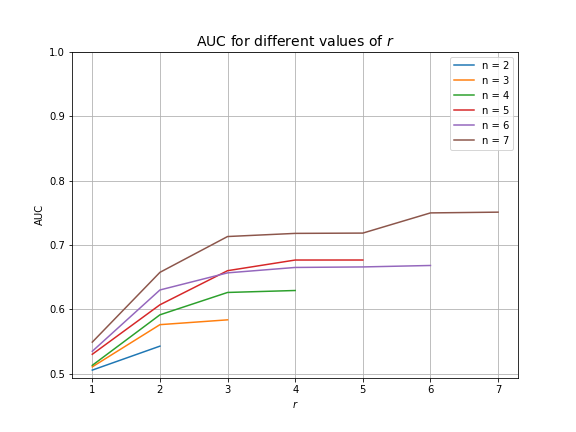 AUC for different values of r
1.0
0.9
0.8
0.7
0.6
0.5
AUC
1 2 3 4 5 6 7
r
n = 2
n = 3
n = 4
n = 5
n = 6
n = 7